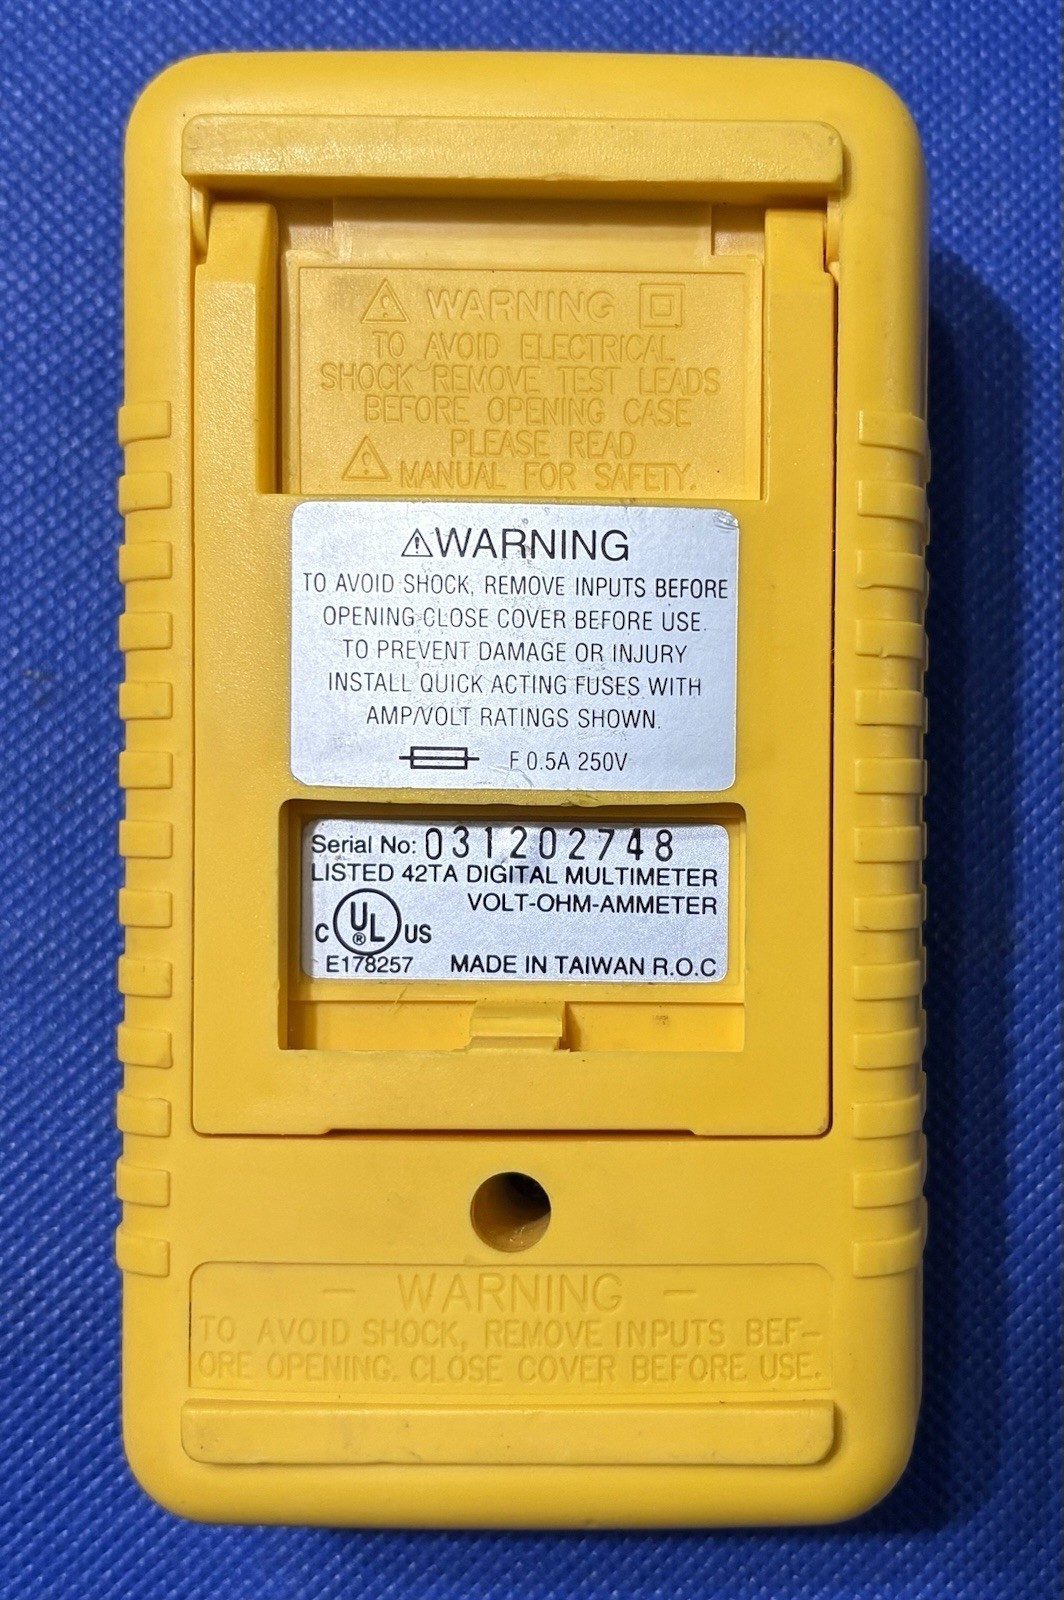 WARNING
TO AVOID ELECTRICAL
SHOCK REMOVE TEST LEADS
BEFORE OPENING CASE
PLEASE READ
MANUAL FOR SAFETY.
WARNING
TO AVOID SHOCK, REMOVE INPUTS BEFORE
OPENING CLOSE COVER BEFORE USE.
TO PREVENT DAMAGE OR INJURY
INSTALL QUICK ACTING FUSES WITH
AMP/VOLT RATINGS SHOWN.
F 0.5A 250V
Serial No: 031202748
LISTED 42TA DIGITAL MULTIMETER
VOLT-OHM-AMMETER
C UL ® US
E178257 MADE IN TAIWAN R.O.C
– WARNING –
TO AVOID SHOCK, REMOVE INPUTS BEF–
ORE OPENING. CLOSE COVER BEFORE USE.